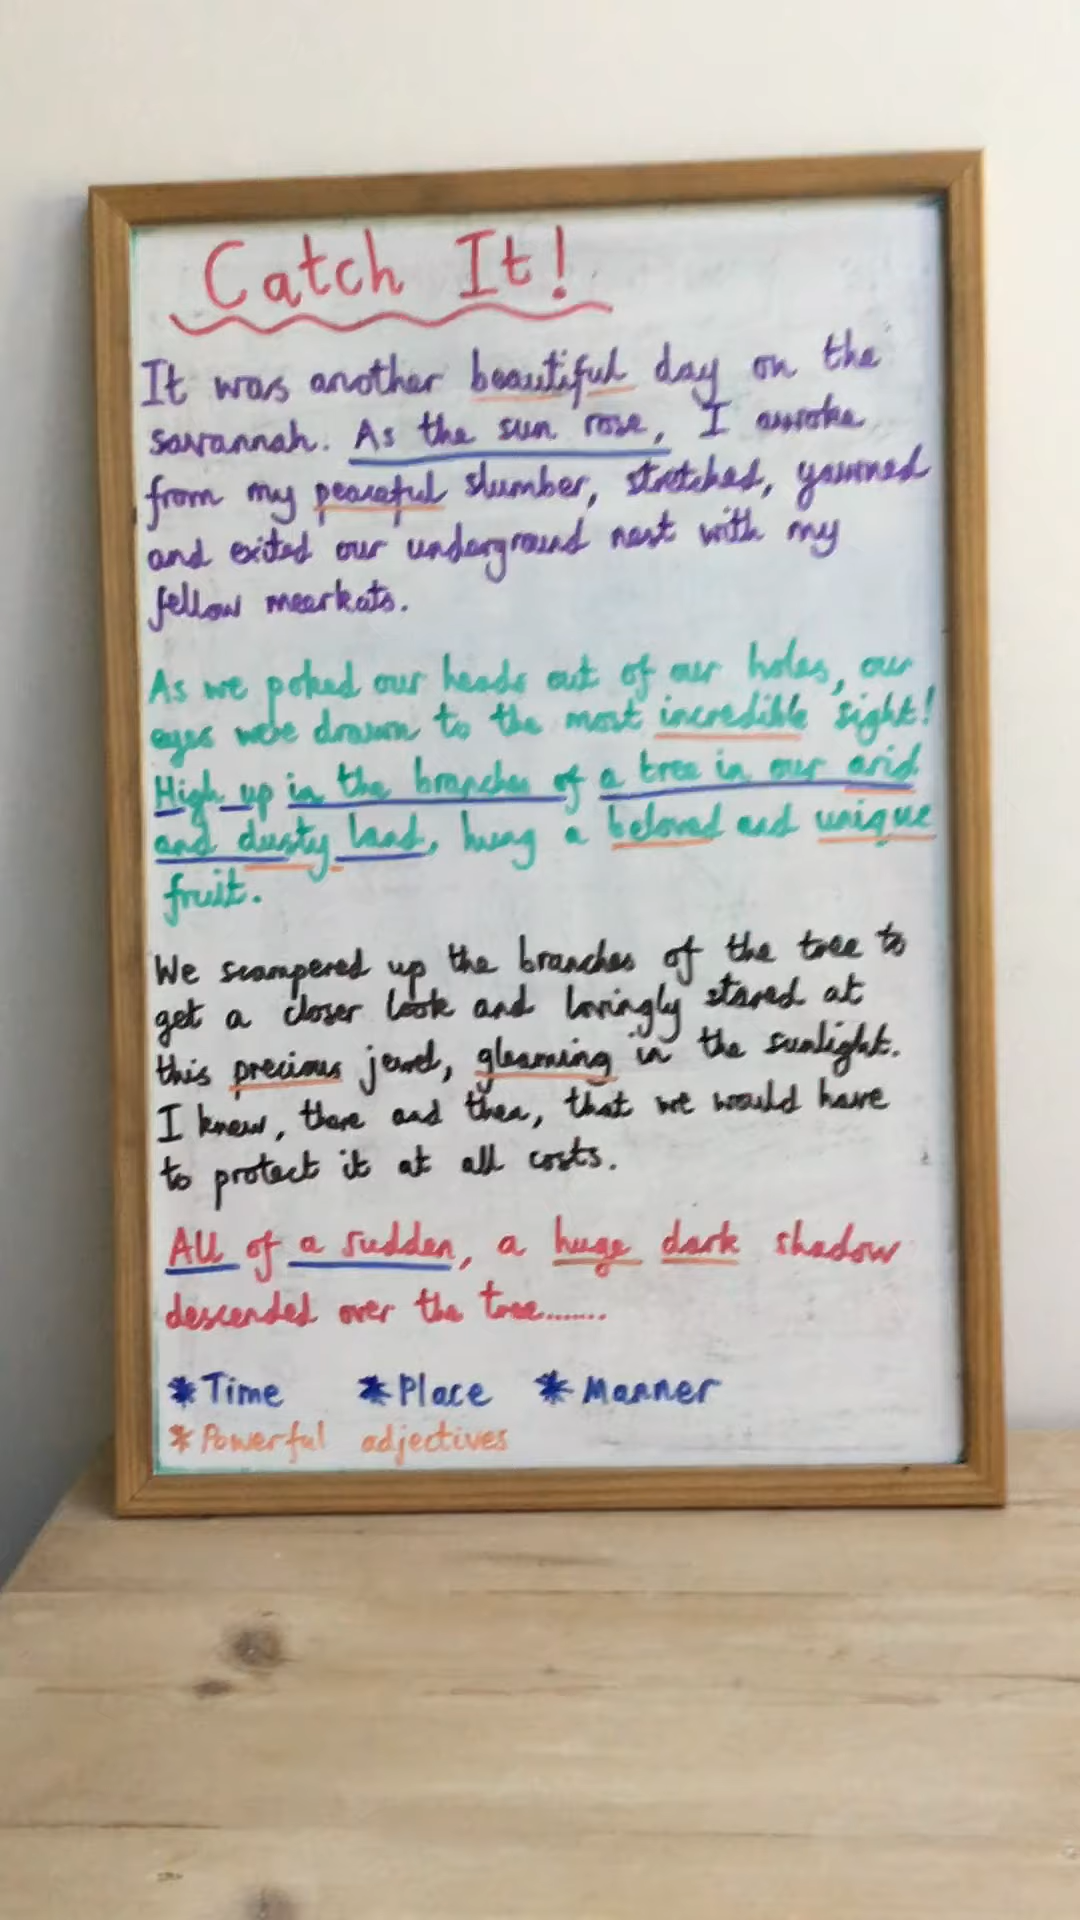 Catch It!
It was another beautiful day on the
savannah. As the sun rose, I awoke
from my peaceful slumber, stretched, yawned
and exited our underground nest with my
fellow meerkats.
As we poked our heads out of our holes, our
eyes were drawn to the most incredible sight!
High up in the branches of a tree in our arid
and dusty land, hung a beloved and unique
fruit.
We scampered up the branches of the tree to
get a closer look and lovingly stared at
this precious jewel, gleaming in the sunlight.
I knew, there and then, that we would have
to protect it at all costs.
All of a sudden, a huge dark shadow
descended over the tree.......
*Time *Place *Manner
*Powerful adjectives